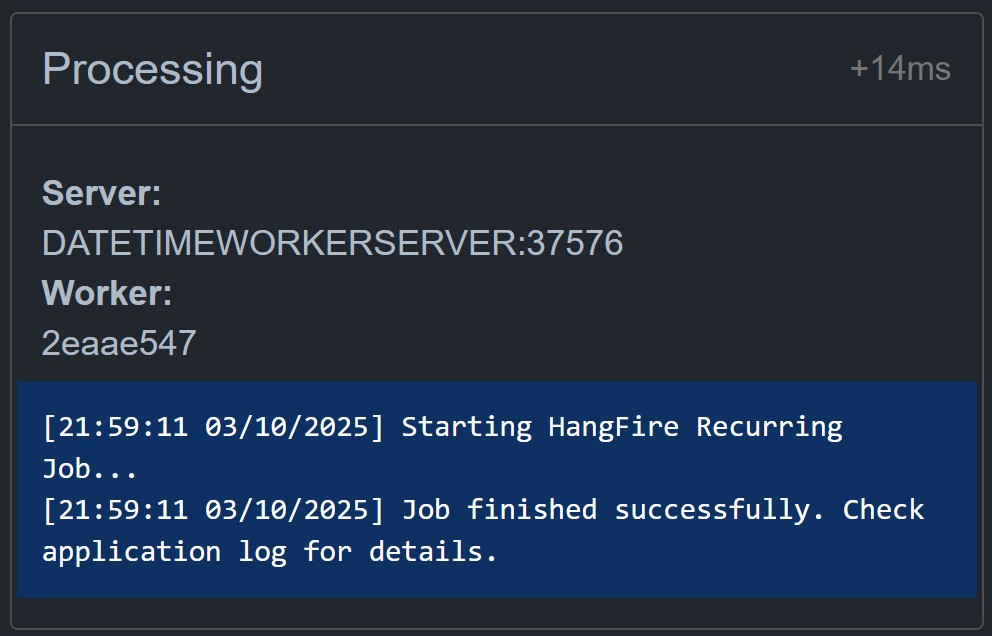 Processing +14ms
Server:
DATETIMEWORKERSERVER:37576
Worker:
2eaae547
[21:59:11 03/10/2025] Starting HangFire Recurring
Job...
[21:59:11 03/10/2025] Job finished successfully. Check
application log for details.